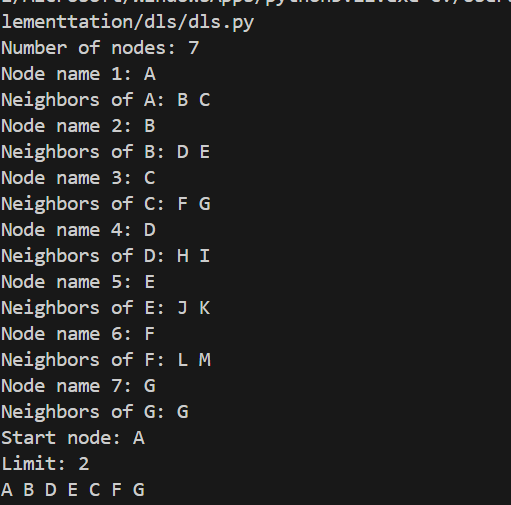 lementtation/dls/dls.py
Number of nodes: 7
Node name 1: A
Neighbors of A: B C
Node name 2: B
Neighbors of B: D E
Node name 3: C
Neighbors of C: F G
Node name 4: D
Neighbors of D: H I
Node name 5: E
Neighbors of E: J K
Node name 6: F
Neighbors of F: L M
Node name 7: G
Neighbors of G: G
Start node: A
Limit: 2
A B D E C F G